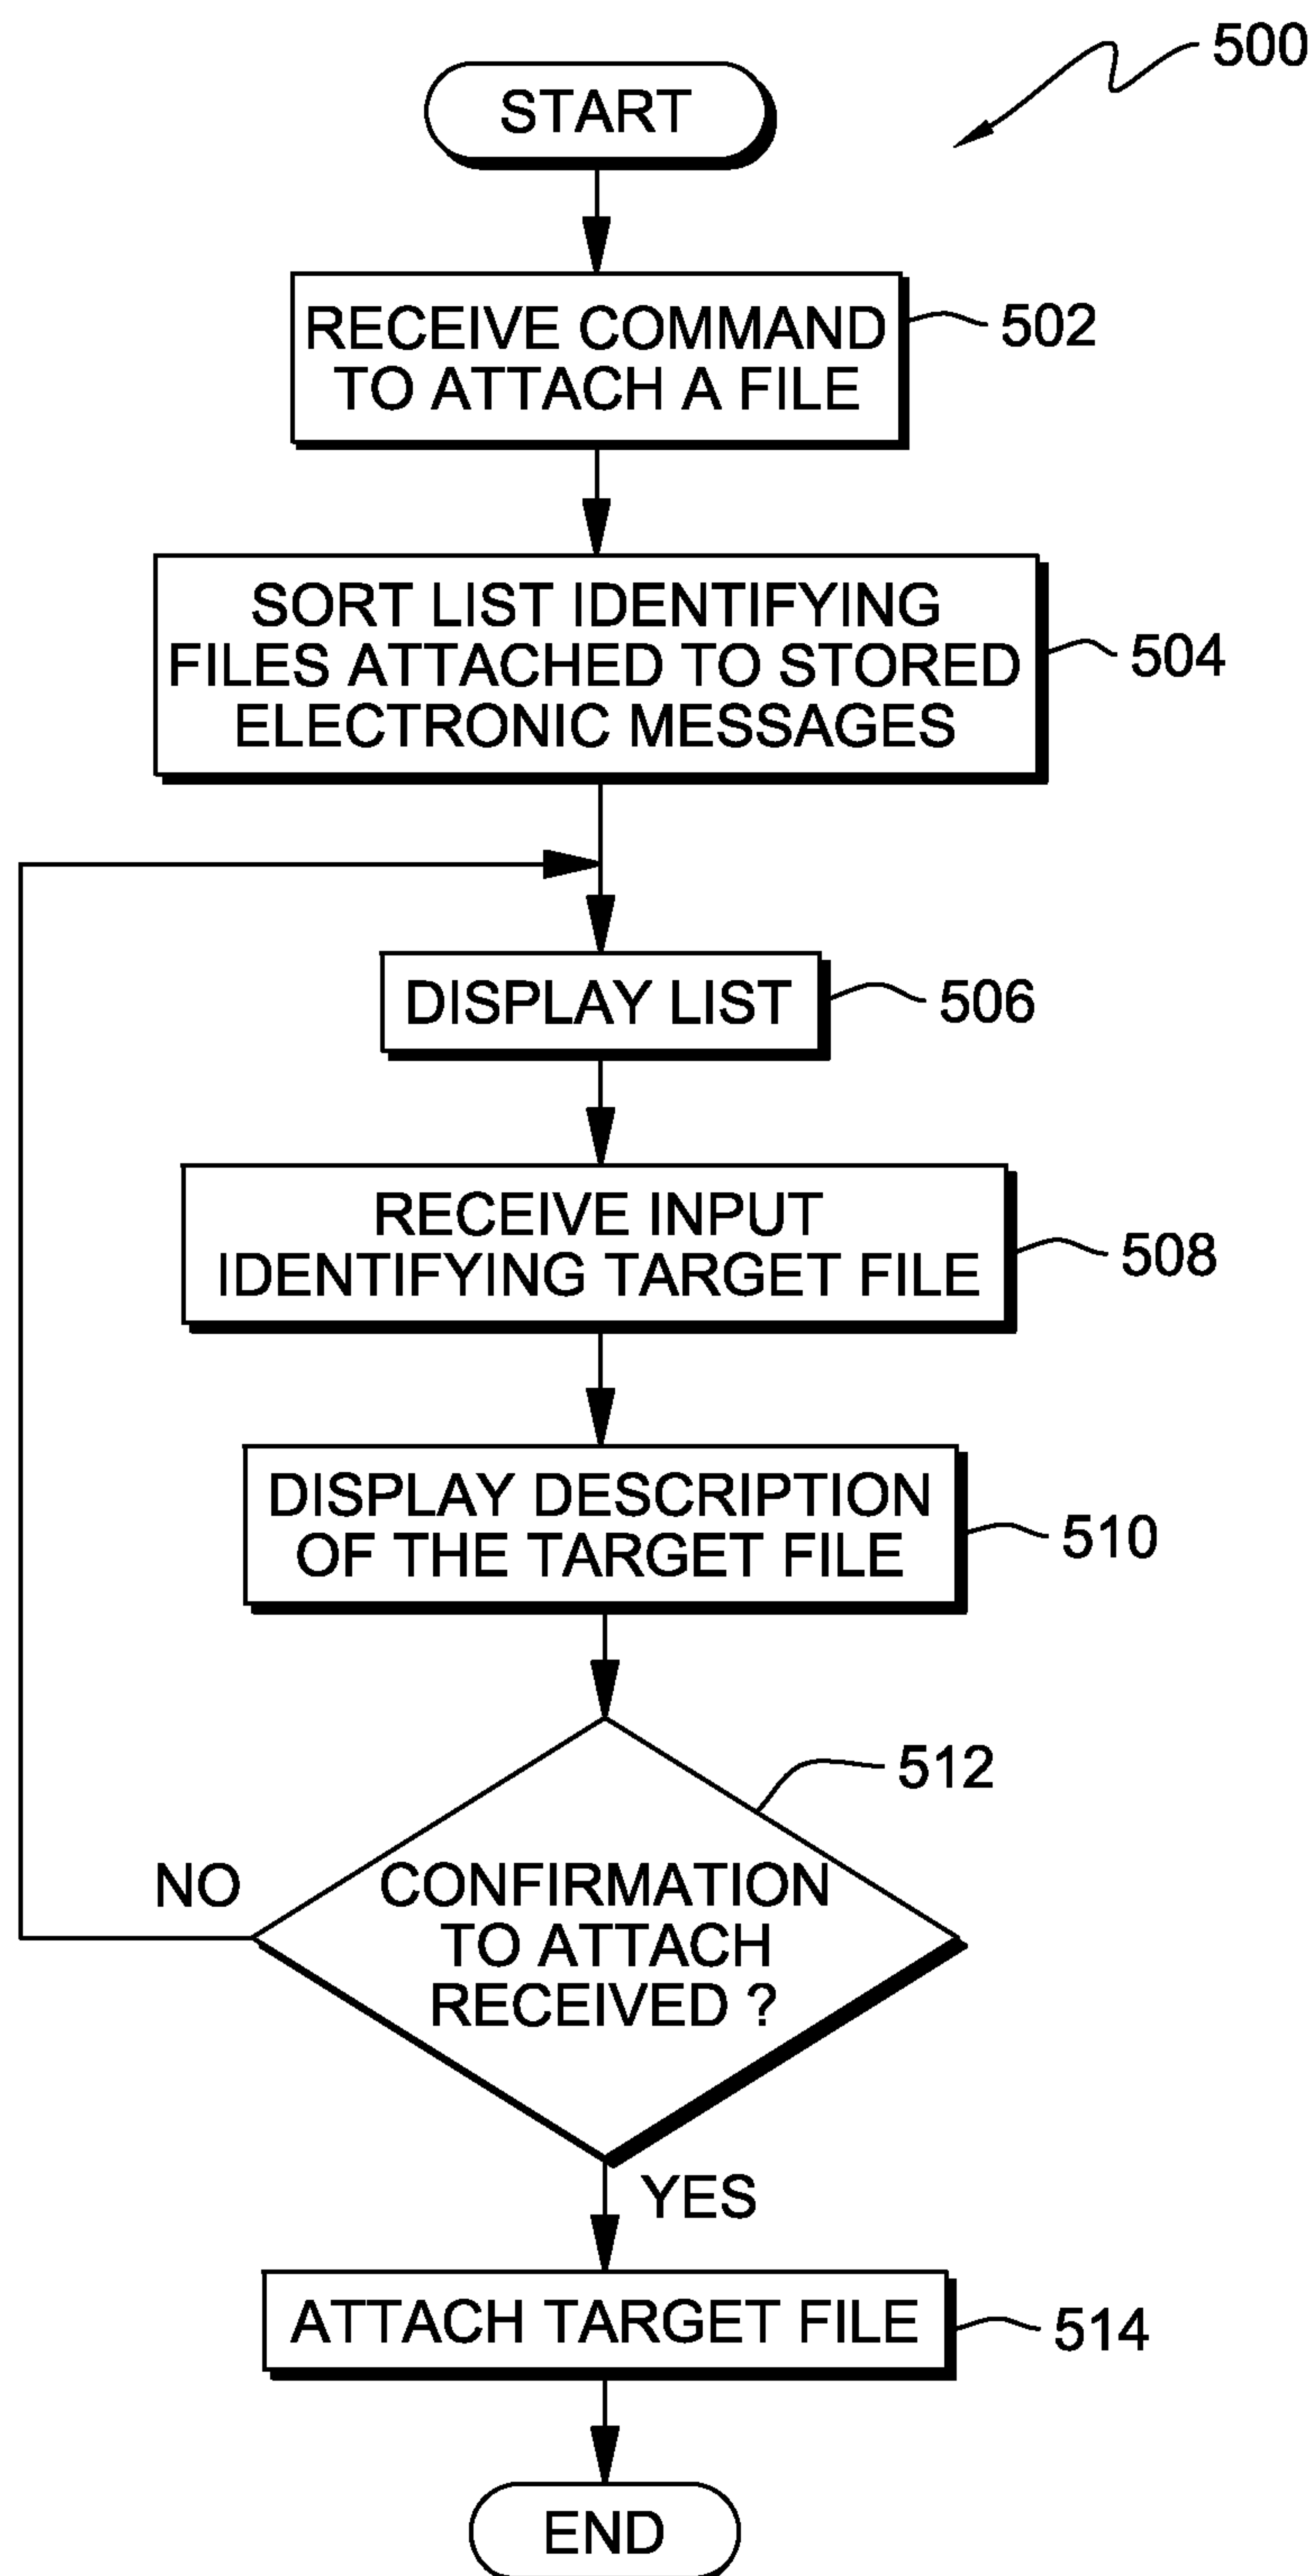 500
START
RECEIVE COMMAND
TO ATTACH A FILE
502
SORT LIST IDENTIFYING
FILES ATTACHED TO STORED
ELECTRONIC MESSAGES
504
DISPLAY LIST
506
RECEIVE INPUT
IDENTIFYING TARGET FILE
508
DISPLAY DESCRIPTION
OF THE TARGET FILE
510
512
NO
CONFIRMATION
TO ATTACH
RECEIVED ?
YES
ATTACH TARGET FILE
514
END